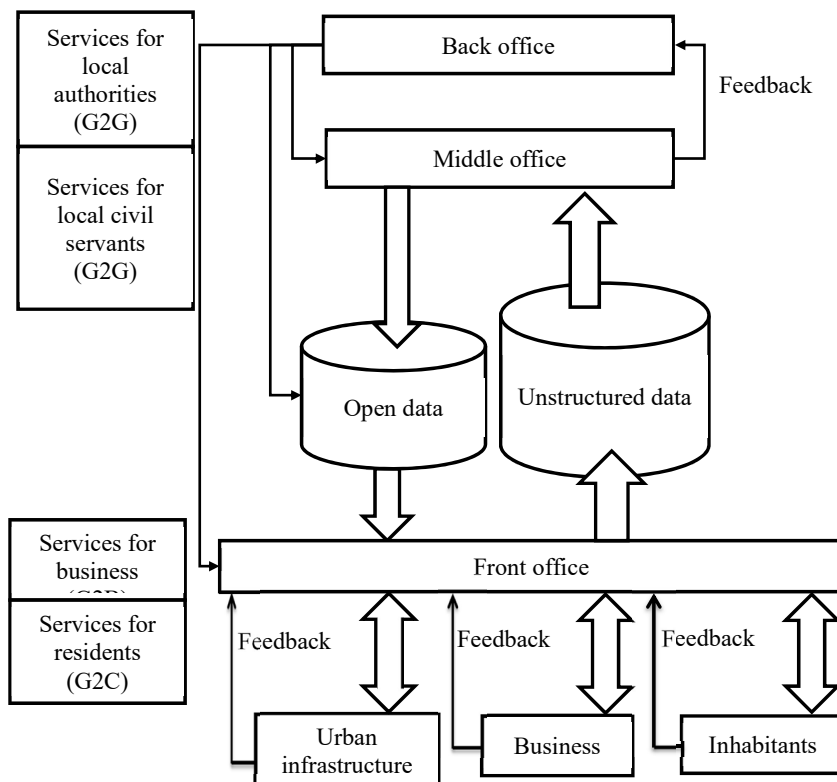 Services for
local
authorities
(G2G)
Services for
local civil
servants
(G2G)
Back office
Feedback
Middle office
Open data
Unstructured data
Services for
business
Services for
residents
(G2C)
Front office
Feedback
Feedback
Feedback
Urban
infrastructure
Business
Inhabitants